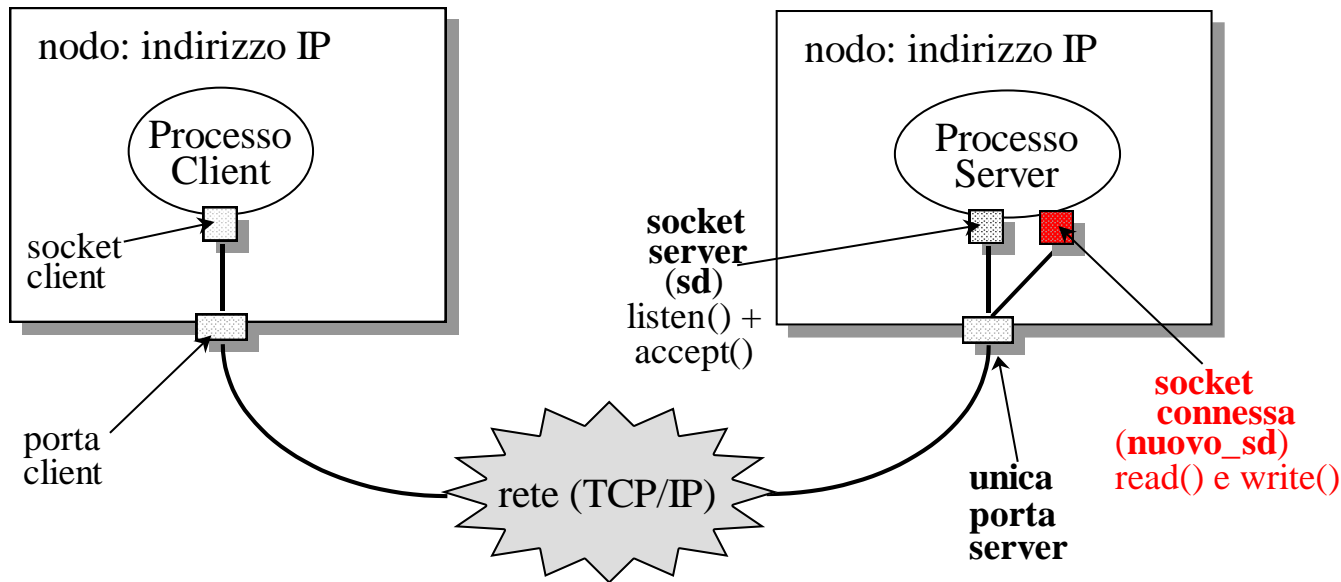 nodo: indirizzo IP
Processo
Client
socket
client
porta
client
rete (TCP/IP)
nodo: indirizzo IP
Processo
Server
socket
server
(sd)
listen() +
accept()
unica
porta
server
socket
connessa
(nuovo_sd)
read() e write()